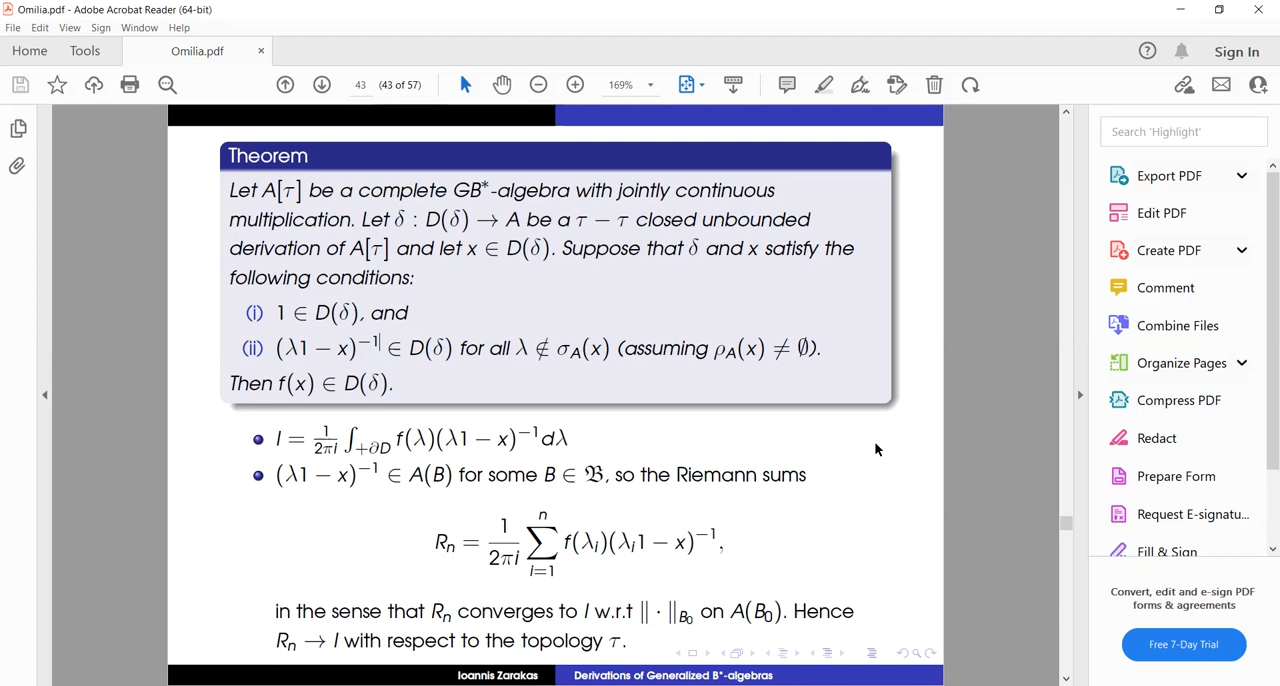 Omilia.pdf - Adobe Acrobat Reader (64-bit)
File Edit View Sign Window Help
Home Tools Omilia.pdf × Sign In
43 (43 of 57) 169%
Theorem
Let A[τ] be a complete GB*-algebra with jointly continuous
multiplication. Let δ : D(δ) → A be a τ − τ closed unbounded
derivation of A[τ] and let x ∈ D(δ). Suppose that δ and x satisfy the
following conditions:
(i) 1 ∈ D(δ), and
(ii) (λ1 − x)⁻¹ ∈ D(δ) for all λ ∉ σ_A(x) (assuming ρ_A(x) ≠ ∅).
Then f(x) ∈ D(δ).
I = 1/2πi ∫_{+∂D} f(λ)(λ1 − x)⁻¹dλ
(λ1 − x)⁻¹ ∈ A(B) for some B ∈ 𝔅, so the Riemann sums
R_n = 1/2πi ∑_{i=1}^{n} f(λ_i)(λ_i1 − x)⁻¹,
in the sense that R_n converges to I w.r.t ‖ · ‖_{B_0} on A(B_0). Hence
R_n → I with respect to the topology τ.
Ioannis Zarakas Derivations of Generalized B*-algebras
Search 'Highlight'
Export PDF
Edit PDF
Create PDF
Comment
Combine Files
Organize Pages
Compress PDF
Redact
Prepare Form
Request E-signatu...
Fill & Sign
Convert, edit and e-sign PDF
forms & agreements
Free 7-Day Trial